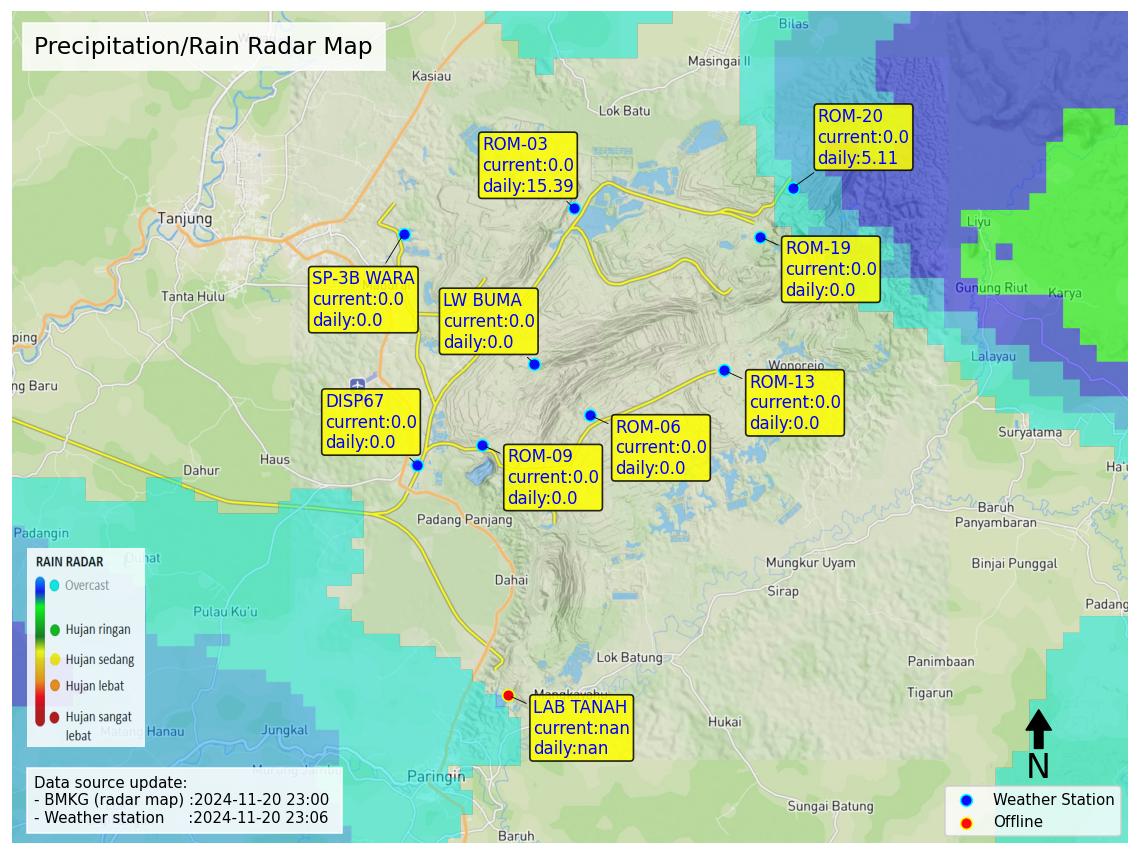 Precipitation/Rain Radar Map
Bilas
Masingai II
Kasiau
Lok Batu
ROM-20
current:0.0
daily:5.11
ROM-03
current:0.0
daily:15.39
Tanjung
Liyu
ROM-19
current:0.0
daily:0.0
SP-3B WARA
current:0.0
daily:0.0
Tanta Hulu
LW BUMA
current:0.0
daily:0.0
Gunung Riut
Karya
ping
Lalayau
Wonorejo
ng Baru
ROM-13
current:0.0
daily:0.0
DISP67
current:0.0
daily:0.0
ROM-06
current:0.0
daily:0.0
Suryatama
ROM-09
current:0.0
daily:0.0
Haus
Dahur
Ha'u
Padang Panjang
Baruh
Panyambaran
Padangin
Mungkur Uyam
Binjai Punggal
Dahai
Sirap
Padang
Pulau Ku'u
RAIN RADAR
Overcast
Hujan ringan
Hujan sedang
Hujan lebat
Hujan sangat
lebat
Lok Batung
Panimbaan
Tigarun
Mangkayahu
LAB TANAH
current:nan
daily:nan
Hukai
Matang Hanau
Jungkal
Murung Jambu
Paringin
N
Data source update:
- BMKG (radar map) :2024-11-20 23:00
- Weather station :2024-11-20 23:06
Sungai Batung
Baruh
Weather Station
Offline